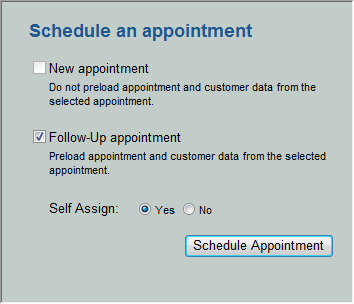 Schedule an appointment
New appointment
Do not preload appointment and customer data from the
selected appointment.
Follow-Up appointment
Preload appointment and customer data from the selected
appointment.
Self Assign: Yes No
Schedule Appointment